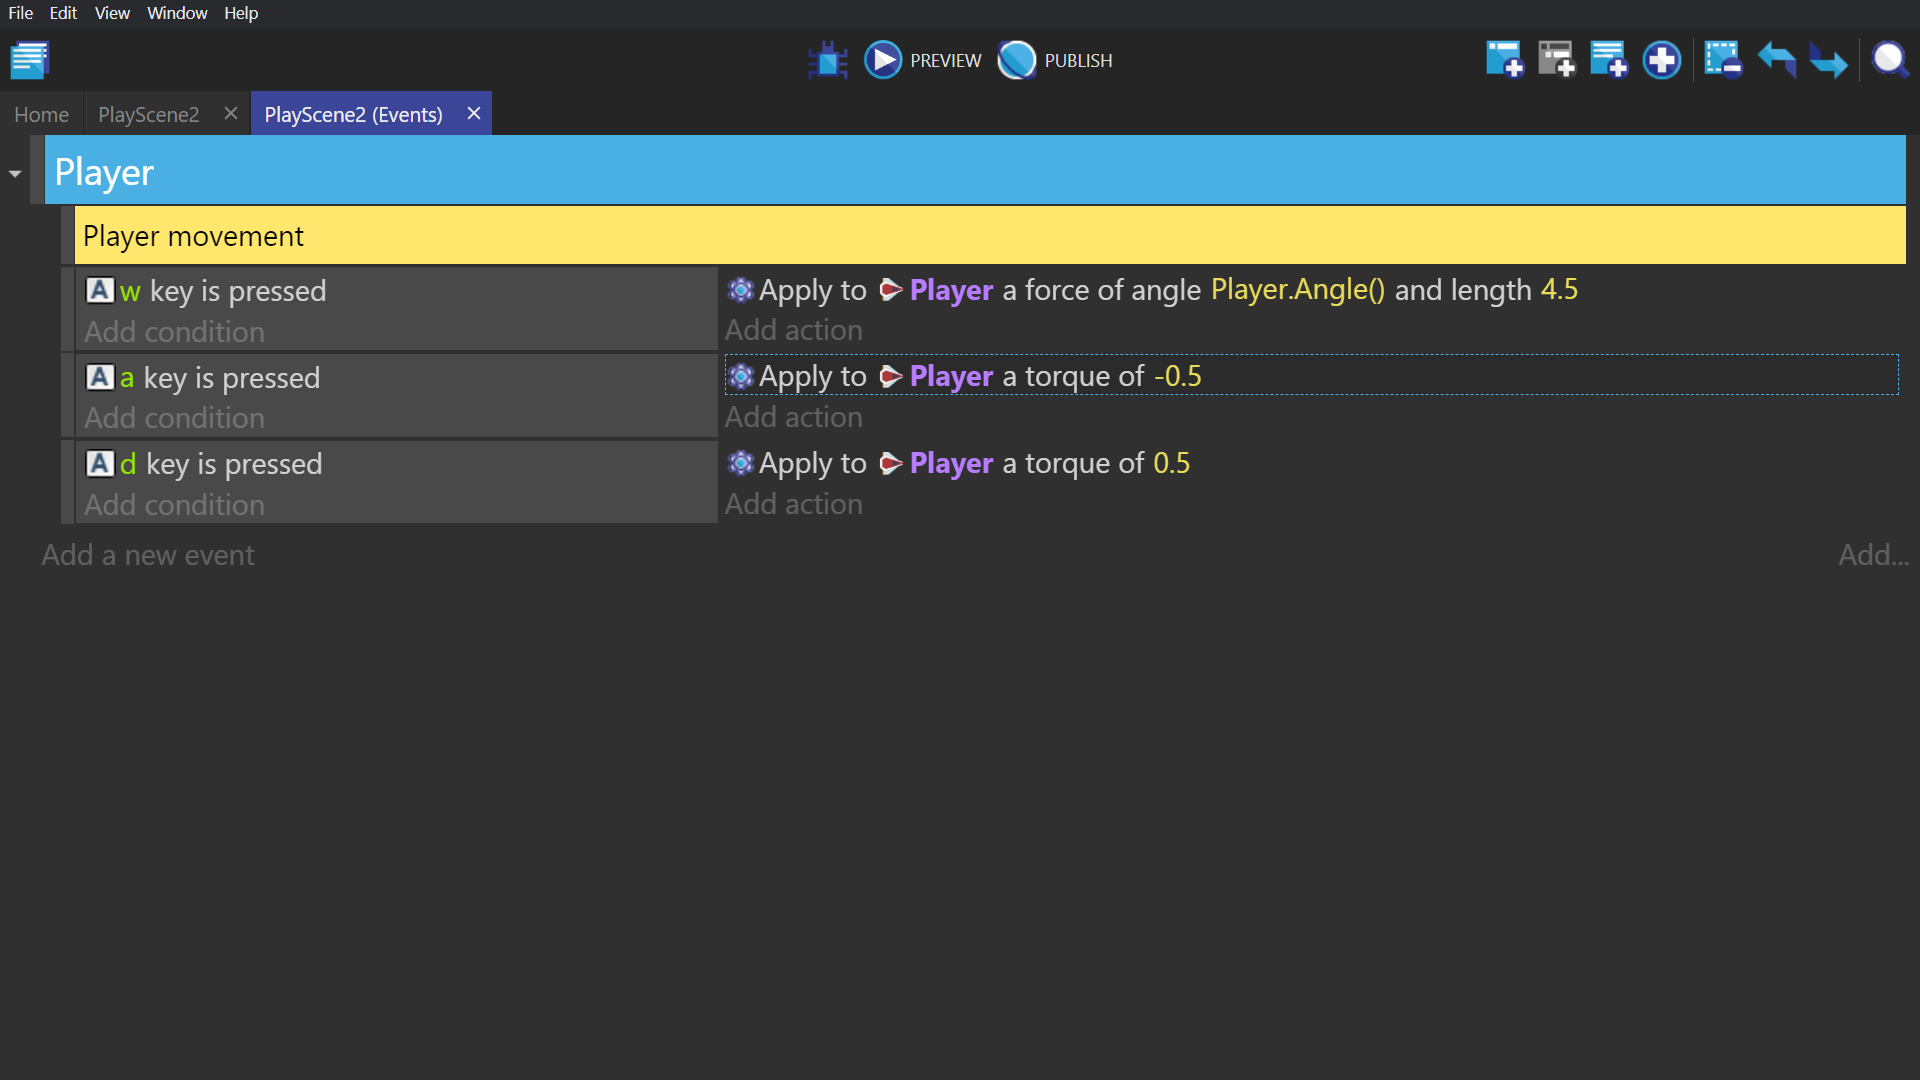 File Edit View Window Help
PREVIEW PUBLISH
Home PlayScene2 PlayScene2 (Events)
Player
Player movement
A w key is pressed Apply to Player a force of angle Player.Angle() and length 4.5
Add condition Add action
A a key is pressed Apply to Player a torque of -0.5
Add condition Add action
A d key is pressed Apply to Player a torque of 0.5
Add condition Add action
Add a new event Add...